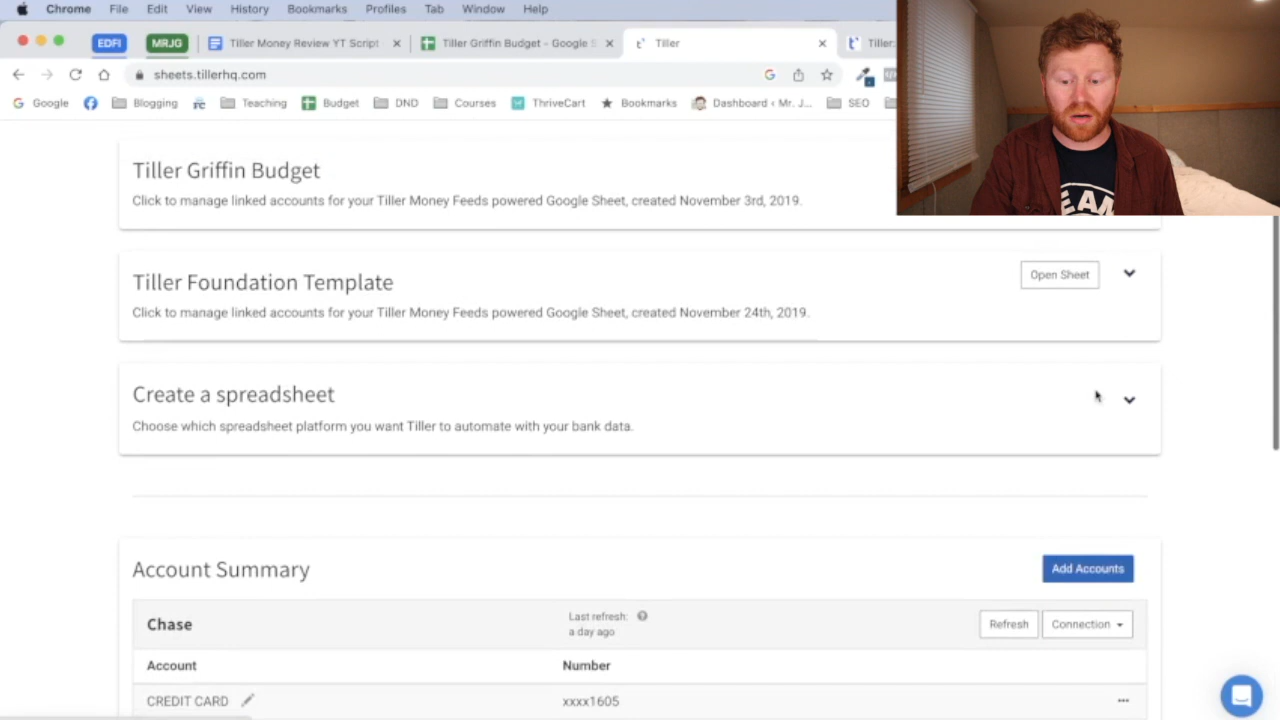 Chrome File Edit View History Bookmarks Profiles Tab Window Help
EDFI MRJG Tiller Money Review YT Script Tiller Griffin Budget - Google S Tiller Tiller:
sheets.tillerhq.com
Google Blogging Teaching Budget DND Courses ThriveCart Bookmarks Dashboard ‹ Mr. J... SEO
Tiller Griffin Budget
Click to manage linked accounts for your Tiller Money Feeds powered Google Sheet, created November 3rd, 2019.
Tiller Foundation Template
Open Sheet
Click to manage linked accounts for your Tiller Money Feeds powered Google Sheet, created November 24th, 2019.
Create a spreadsheet
Choose which spreadsheet platform you want Tiller to automate with your bank data.
Account Summary
Add Accounts
Chase
Last refresh:
a day ago
Refresh
Connection
Account Number
CREDIT CARD xxxx1605